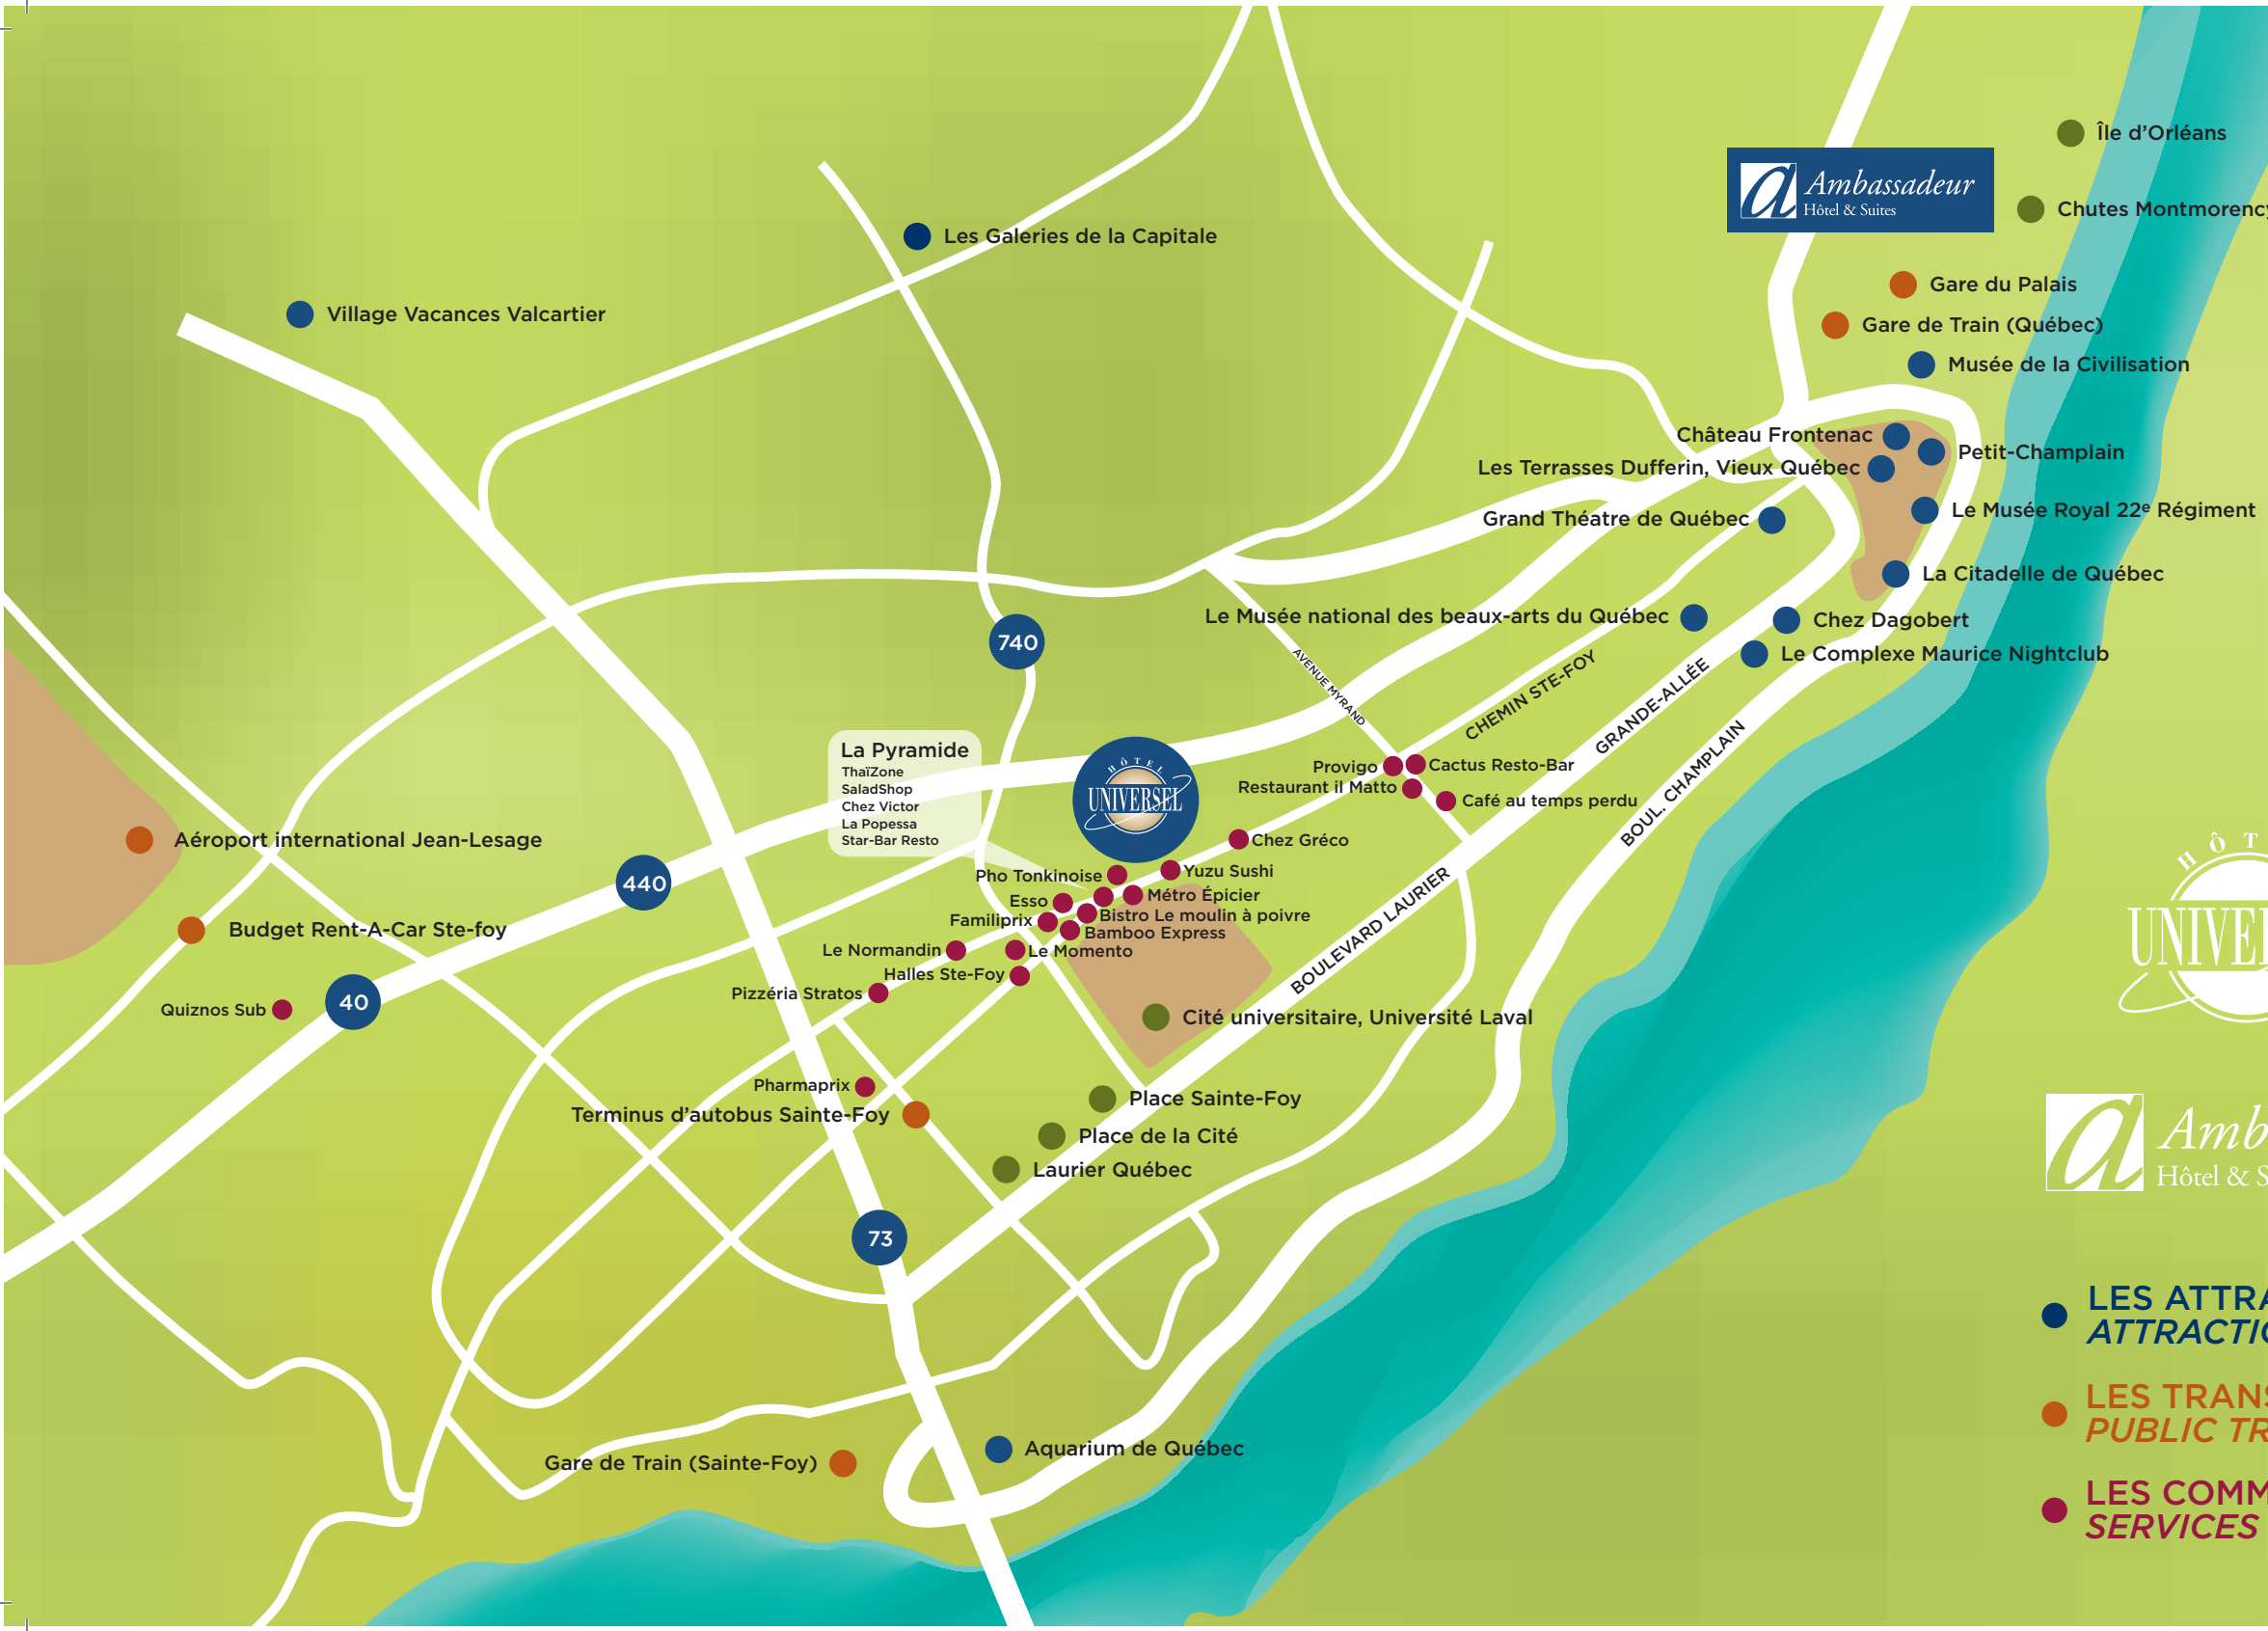 Île d’Orléans
Ambassadeur
Hôtel & Suites
Chutes Montmorency
Les Galeries de la Capitale
Gare du Palais
Village Vacances Valcartier
Gare de Train (Québec)
Musée de la Civilisation
Château Frontenac
Petit-Champlain
Les Terrasses Dufferin, Vieux Québec
Le Musée Royal 22e Régiment
Grand Théatre de Québec
La Citadelle de Québec
Le Musée national des beaux-arts du Québec
Chez Dagobert
740
Le Complexe Maurice Nightclub
AVENUE MYRAND
CHEMIN STE-FOY
GRANDE-ALLÉE
BOUL. CHAMPLAIN
La Pyramide
ThaïZone
SaladShop
Chez Victor
La Popessa
Star-Bar Resto
HÔTEL
UNIVERSEL
Provigo
Cactus Resto-Bar
Restaurant il Matto
Café au temps perdu
Chez Gréco
Aéroport international Jean-Lesage
440
Pho Tonkinoise
Yuzu Sushi
Esso
Métro Épicier
Familiprix
Bistro Le moulin à poivre
Bamboo Express
BOULEVARD LAURIER
Budget Rent-A-Car Ste-foy
Le Normandin
Le Momento
Halles Ste-Foy
Pizzéria Stratos
40
Quiznos Sub
Cité universitaire, Université Laval
HÔT
UNIVE
Pharmaprix
Terminus d’autobus Sainte-Foy
Place Sainte-Foy
Place de la Cité
Laurier Québec
Amb
Hôtel & S
73
LES ATTRA
ATTRACTIO
LES TRANS
PUBLIC TR
Gare de Train (Sainte-Foy)
Aquarium de Québec
LES COMM
SERVICES